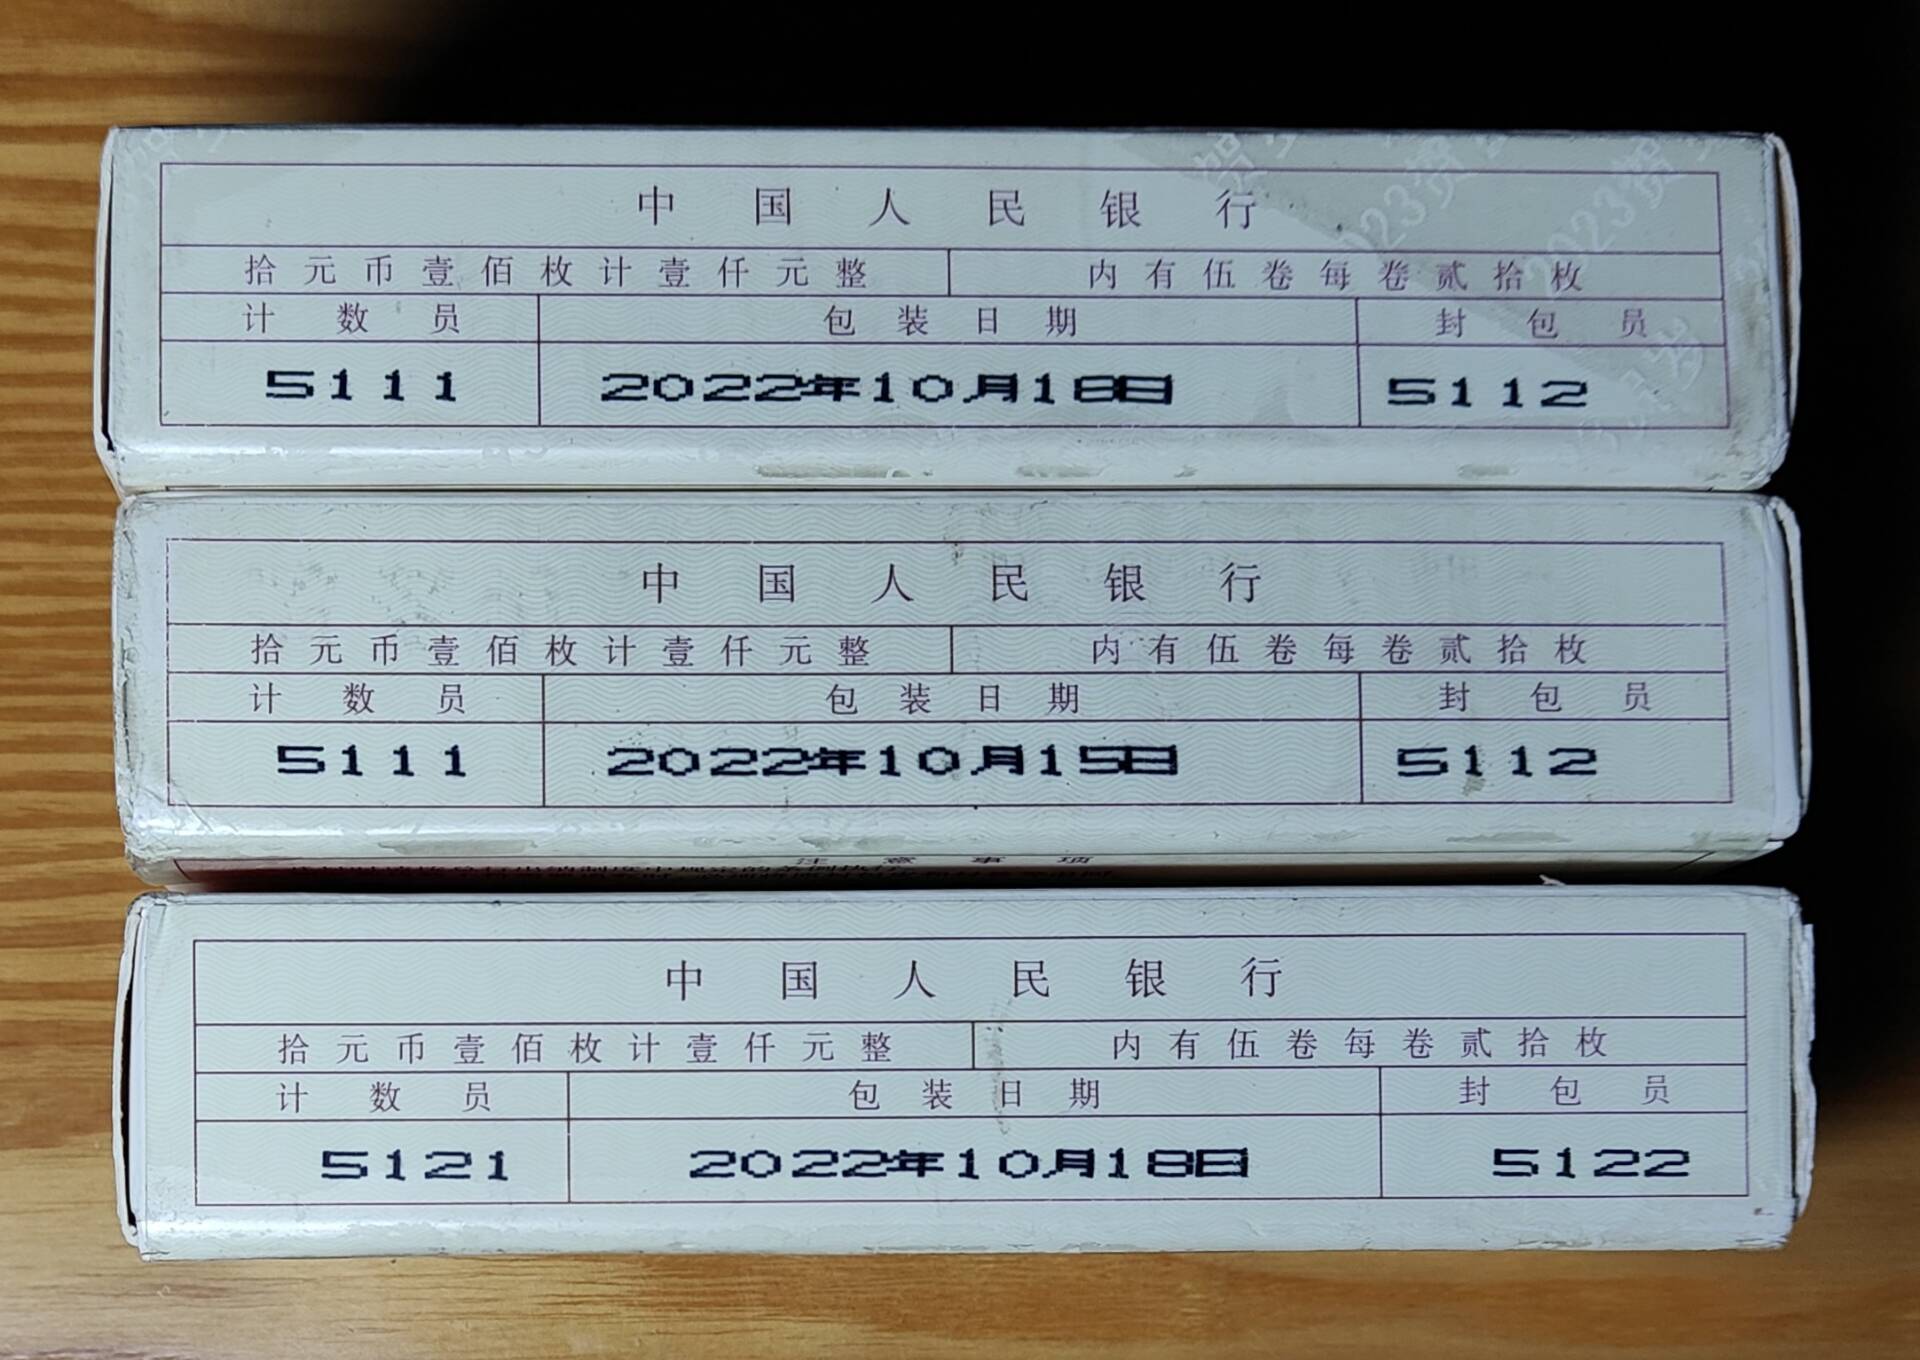 中国人民银行
拾元币壹佰枚计壹仟元整 内有伍卷每卷贰拾枚
计数员 包装日期 封包员
5111 2022年10月18日 5112
中国人民银行
拾元币壹佰枚计壹仟元整 内有伍卷每卷贰拾枚
计数员 包装日期 封包员
5111 2022年10月15日 5112
注意事项
中国人民银行
拾元币壹佰枚计壹仟元整 内有伍卷每卷贰拾枚
计数员 包装日期 封包员
5121 2022年10月18日 5122